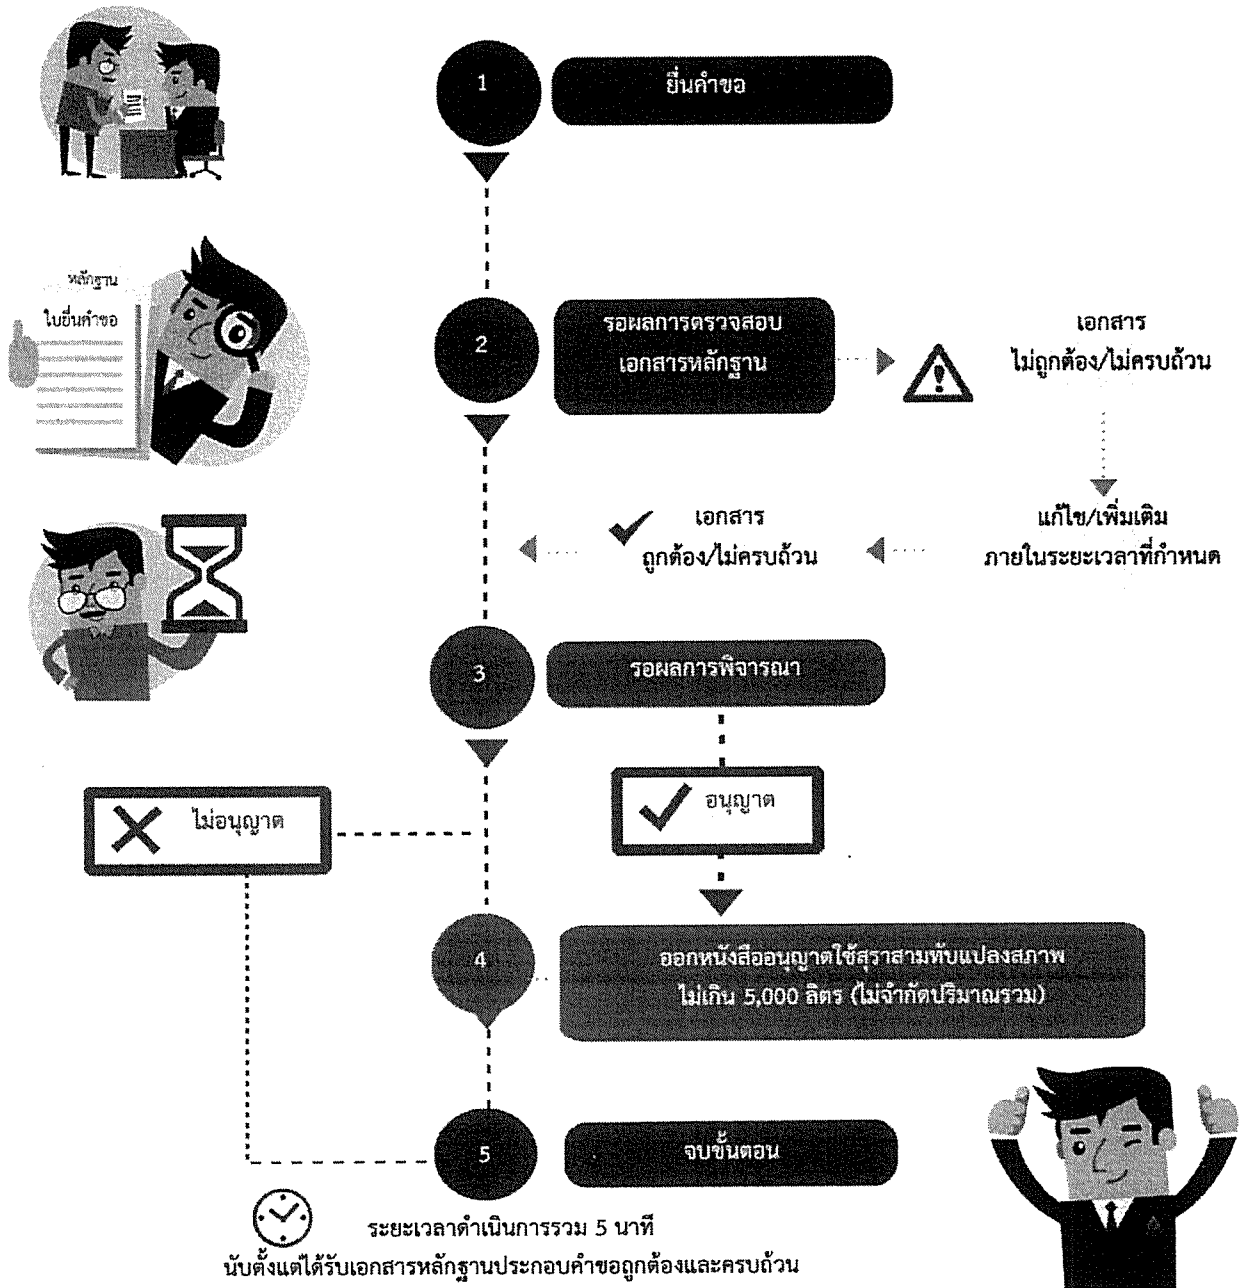 1
ยื่นคำขอ
หลักฐาน
ใบยื่นคำขอ
2
รอผลการตรวจสอบ
เอกสารหลักฐาน
เอกสาร
ไม่ถูกต้อง/ไม่ครบถ้วน
แก้ไข/เพิ่มเติม
ภายในระยะเวลาที่กำหนด
เอกสาร
ถูกต้อง/ไม่ครบถ้วน
3
รอผลการพิจารณา
ไม่อนุญาต
อนุญาต
4
ออกหนังสืออนุญาตใช้สุราสามทับแปลงสภาพ
ไม่เกิน 5,000 ลิตร (ไม่จำกัดปริมาณรวม)
5
จบขั้นตอน
ระยะเวลาดำเนินการรวม 5 นาที
นับตั้งแต่ได้รับเอกสารหลักฐานประกอบคำขอถูกต้องและครบถ้วน